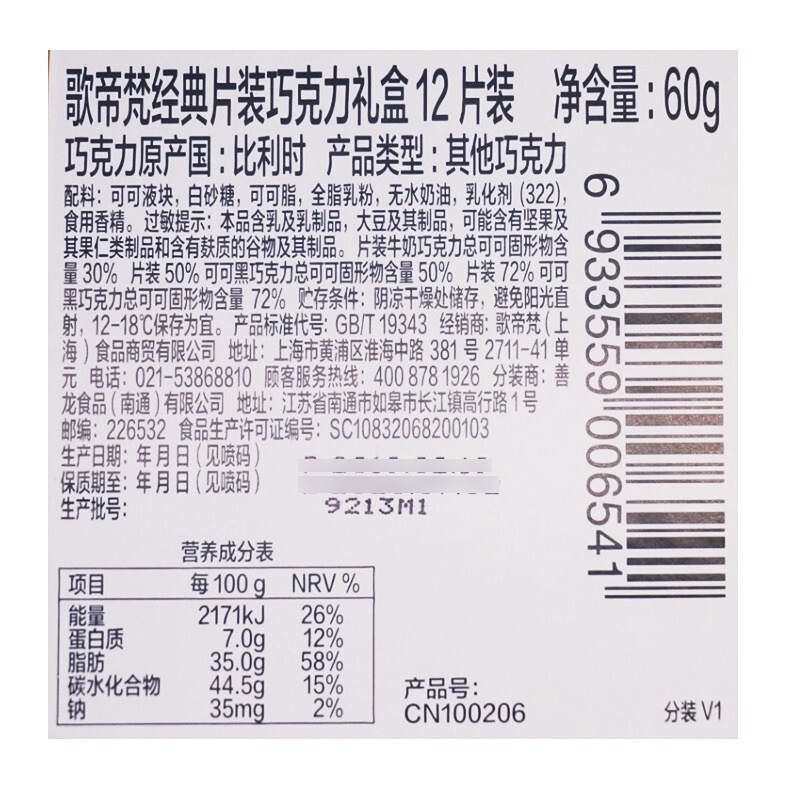 歌帝梵经典片装巧克力礼盒 12 片装 净含量:60g
巧克力原产国:比利时 产品类型:其他巧克力
配料: 可可液块, 白砂糖, 可可脂, 全脂乳粉, 无水奶油, 乳化剂 (322),
食用香精。过敏提示: 本品含乳及乳制品, 大豆及其制品, 可能含有坚果及
其果仁类制品和含有麸质的谷物及其制品。片装牛奶巧克力总可可固形物含
量 30% 片装 50% 可可黑巧克力总可可固形物含量 50% 片装 72% 可可
黑巧克力总可可固形物含量 72% 贮存条件: 阴凉干燥处储存, 避免阳光直
射, 12-18℃保存为宜。产品标准代号: GB/T 19343 经销商: 歌帝梵 (上
海) 食品商贸有限公司 地址: 上海市黄浦区淮海中路 381 号 2711-41 单
元 电话: 021-53868810 顾客服务热线: 400 878 1926 分装商: 善
龙食品 (南通) 有限公司 地址: 江苏省南通市如皋市长江镇高行路 1 号
邮编: 226532 食品生产许可证编号: SC10832068200103
生产日期: 年月日 (见喷码)
保质期至: 年月日 (见喷码)
生产批号:
9213M1
6 933559 006541
营养成分表
项目 每 100 g NRV %
能量 2171kJ 26%
蛋白质 7.0g 12%
脂肪 35.0g 58%
碳水化合物 44.5g 15%
钠 35mg 2%
产品号:
CN100206
分装 V1